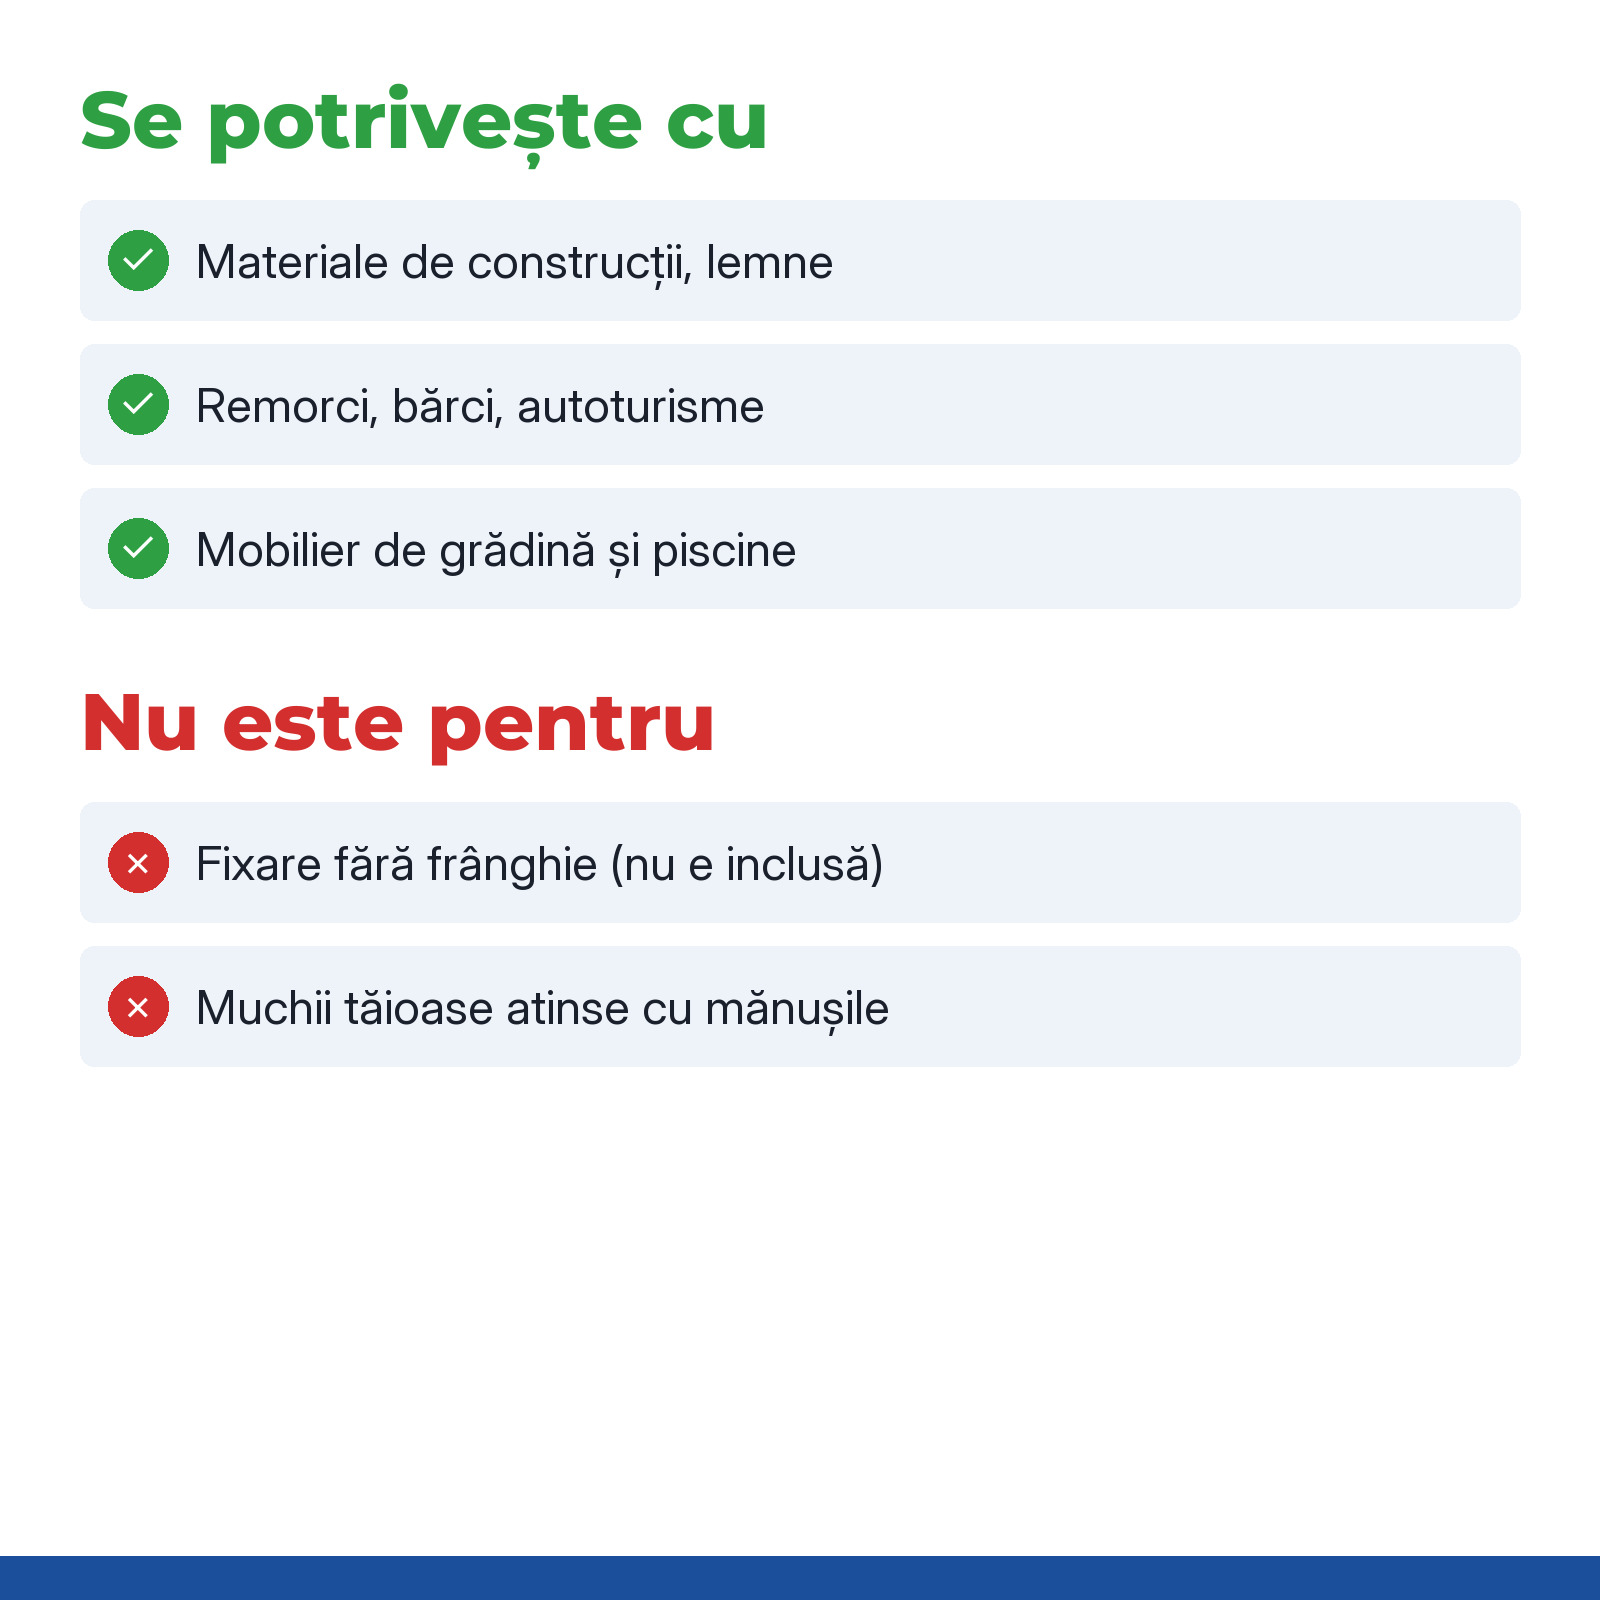 Se potrivește cu
Materiale de construcții, lemne
Remorci, bărci, autoturisme
Mobilier de grădină și piscine
Nu este pentru
Fixare fără frânghie (nu e inclusă)
Muchii tăioase atinse cu mănușile